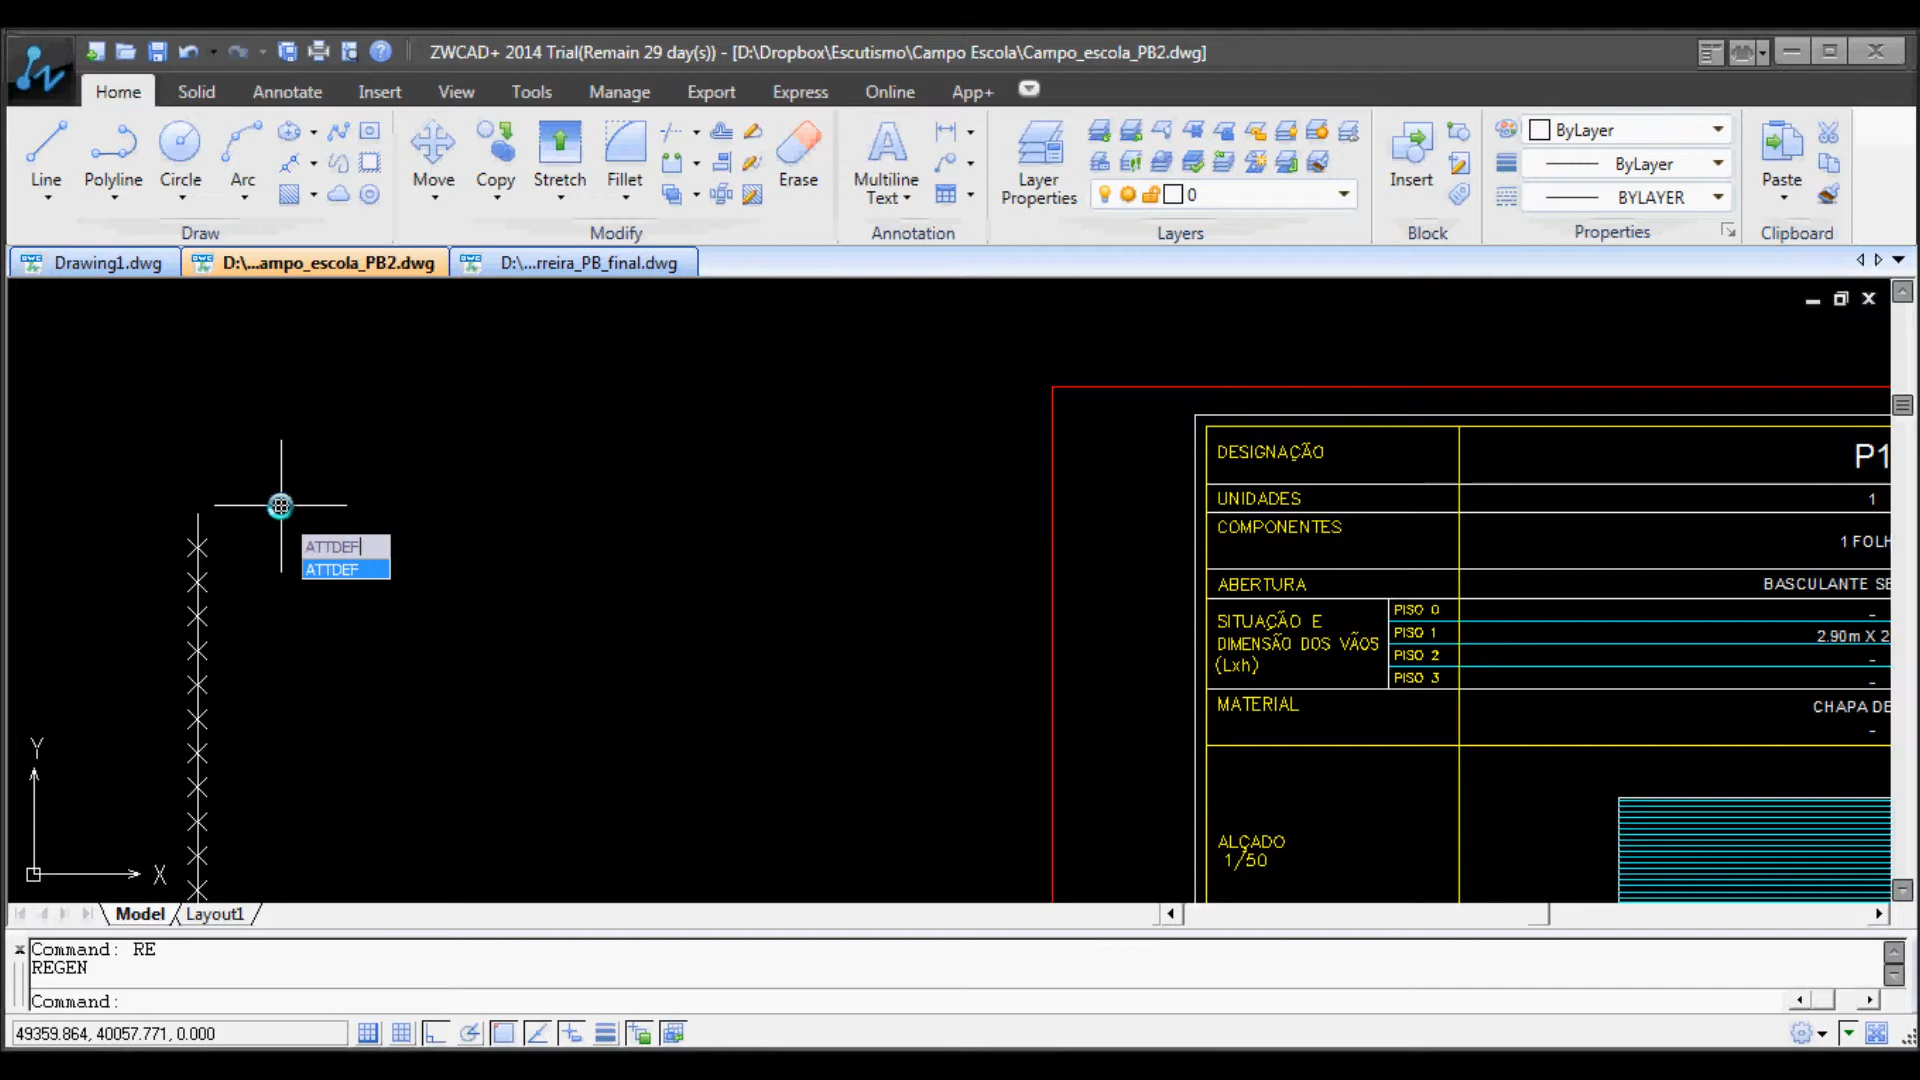 ZWCAD+ 2014 Trial(Remain 29 day(s)) - [D:\Dropbox\Escutismo\Campo Escola\Campo_escola_PB2.dwg]
Home Solid Annotate Insert View Tools Manage Export Express Online App+
Line Polyline Circle Arc
Move Copy Stretch Fillet Erase
Multiline Text
Layer Properties
0
Insert
ByLayer
ByLayer
BYLAYER
Paste
Draw Modify Annotation Layers Block Properties Clipboard
Drawing1.dwg D:\...ampo_escola_PB2.dwg D:\...rreira_PB_final.dwg
ATTDEF
ATTDEF
DESIGNAÇÃO P1
UNIDADES 1
COMPONENTES
1 FOLH
ABERTURA BASCULANTE SE
SITUAÇÃO E
DIMENSÃO DOS VÃOS
(Lxh)
PISO 0 -
PISO 1 2.90m X 2
PISO 2 -
PISO 3 -
MATERIAL CHAPA DE
-
ALÇADO
1/50
Y
X
Model Layout1
Command: RE
REGEN
Command:
49359.864, 40057.771, 0.000